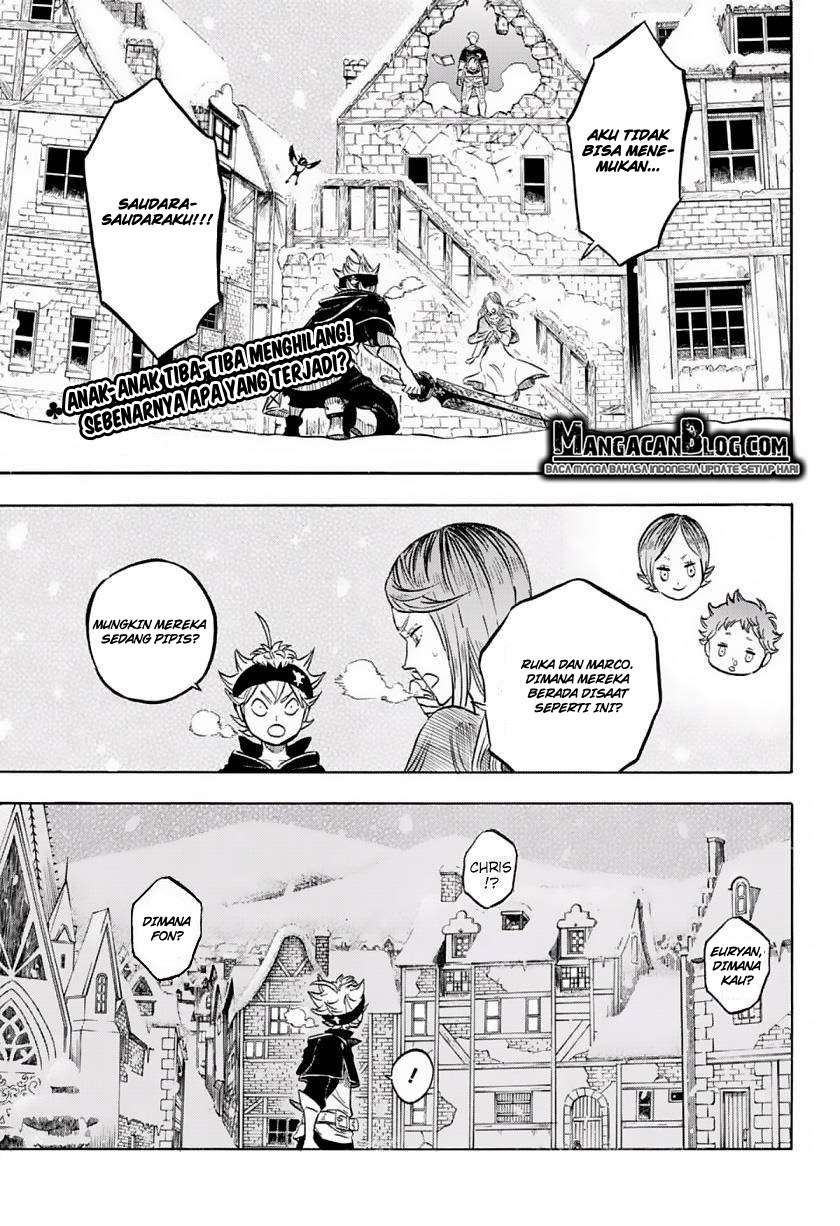 AKU TIDAK
BISA MENE-
MUKAN...
SAUDARA-
SAUDARAKU!!!
ANAK-ANAK TIBA-TIBA MENGHILANG!
SEBENARNYA APA YANG TERJADI?
MANGACANBLOG.COM
BACA MANGA BAHASA INDONESIA UPDATE SETIAP HARI
RUKA DAN MARCO.
DIMANA MEREKA
BERADA DISAAT
SEPERTI INI?
MUNGKIN MEREKA
SEDANG PIPIS?
EURYAN,
DIMANA
KAU?
CHRIS
!?
DIMANA
FON?
!